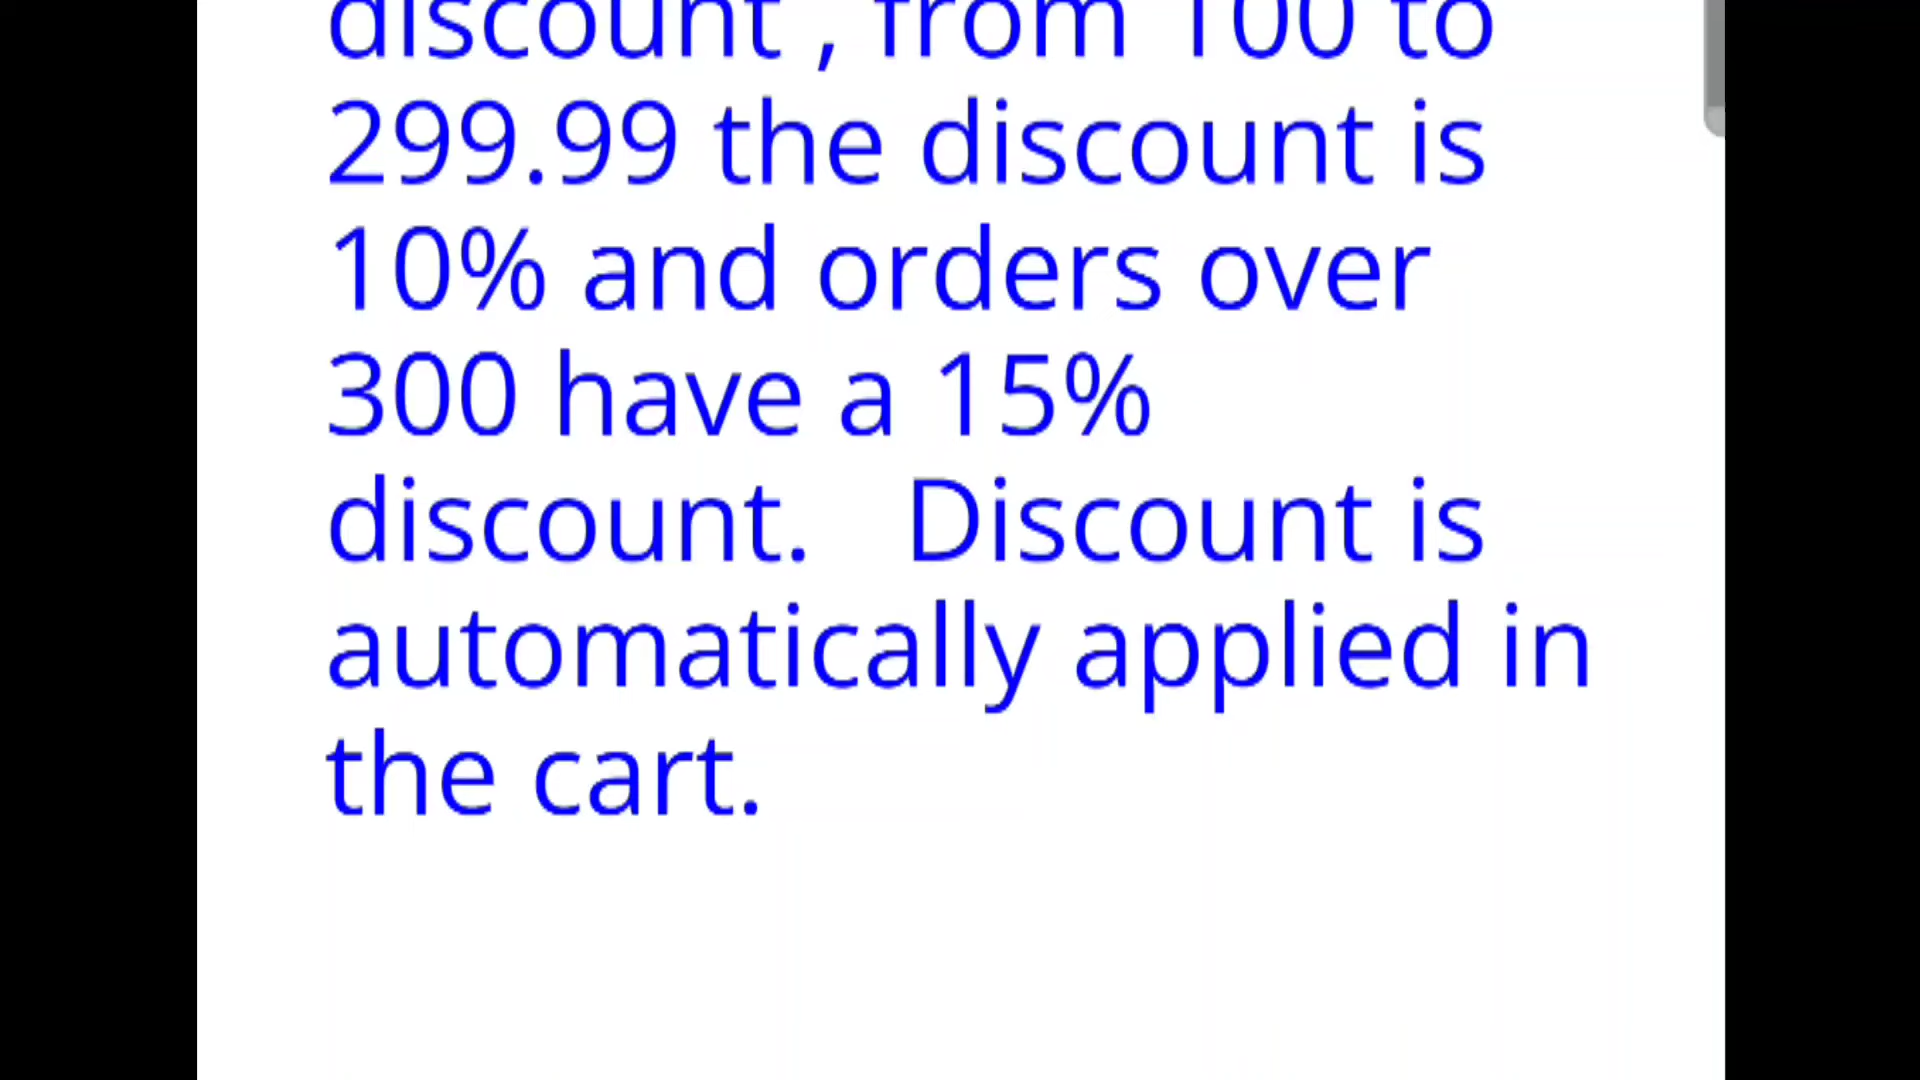 discount , from 100 to
299.99 the discount is
10% and orders over
300 have a 15%
discount.   Discount is
automatically applied in
the cart.